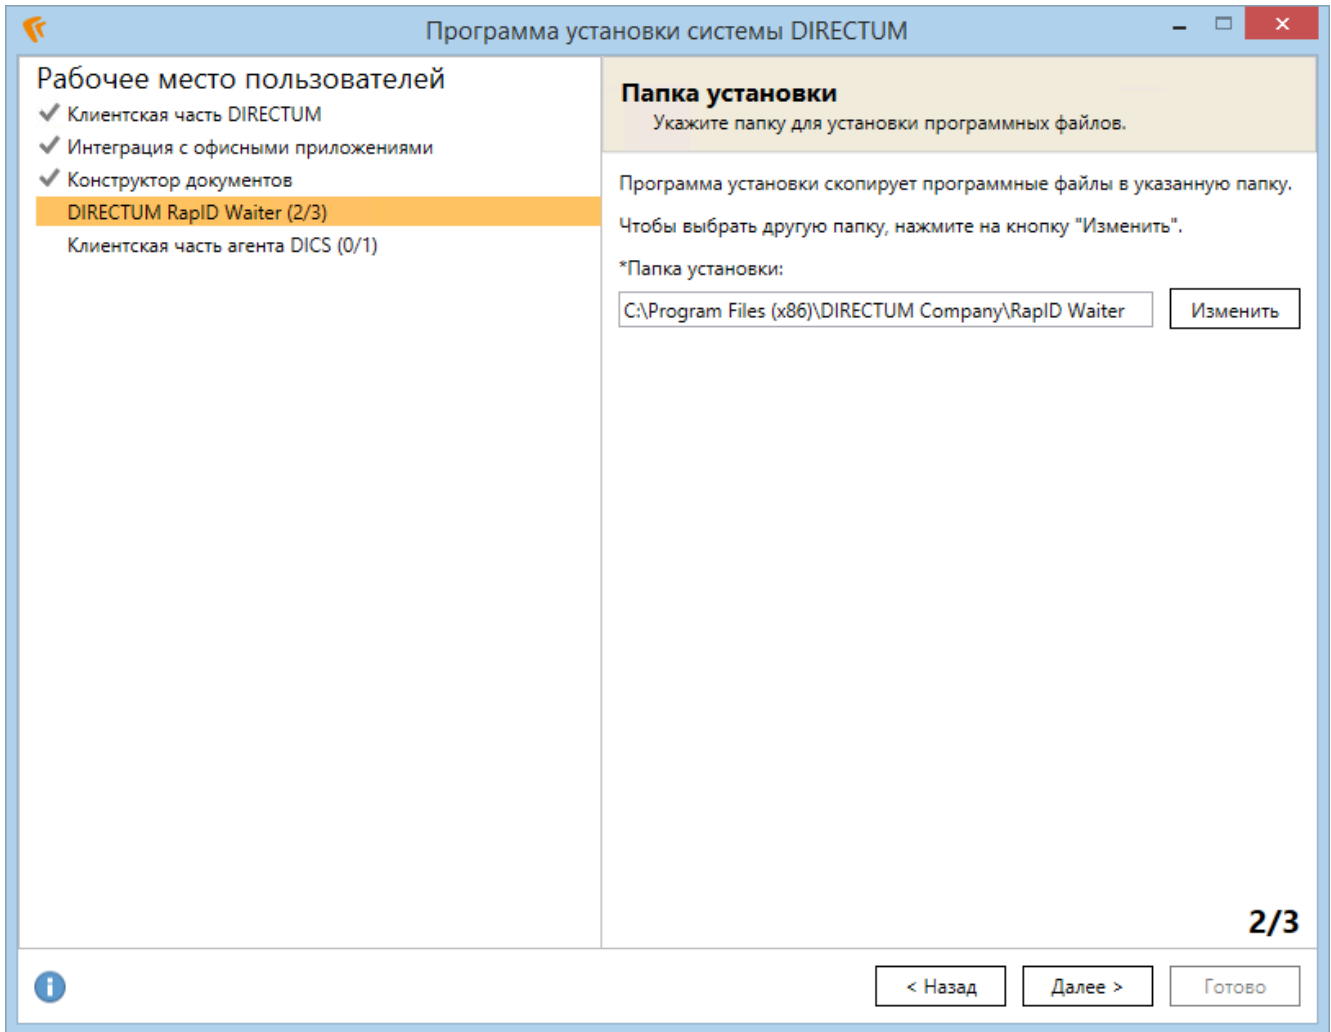 Программа установки системы DIRECTUM
Рабочее место пользователей
Клиентская часть DIRECTUM
Интеграция с офисными приложениями
Конструктор документов
DIRECTUM RapID Waiter (2/3)
Клиентская часть агента DICS (0/1)
Папка установки
Укажите папку для установки программных файлов.
Программа установки скопирует программные файлы в указанную папку.
Чтобы выбрать другую папку, нажмите на кнопку "Изменить".
*Папка установки:
C:\Program Files (x86)\DIRECTUM Company\RapID Waiter
Изменить
2/3
< Назад
Далее >
Готово